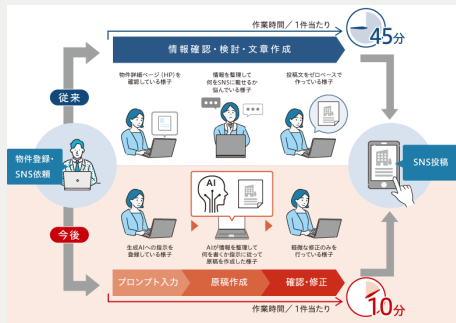 作業時間/ 1件当たり
45分
情報確認・検討・文章作成
物件詳細ページ(HP)を
確認している様子
情報を整理して
何をSNSに載せるか
悩んでいる様子
投稿文をゼロベースで
作っている様子
従来
物件登録・
SNS依頼
SNS投稿
今後
AI
生成AIへの指示を
登録している様子
AIが情報を整理して
何を書くか指示に従って
原稿を作成した様子
軽微な修正のみを
行っている様子
プロンプト入力
原稿作成
確認・修正
作業時間/ 1件当たり
10分